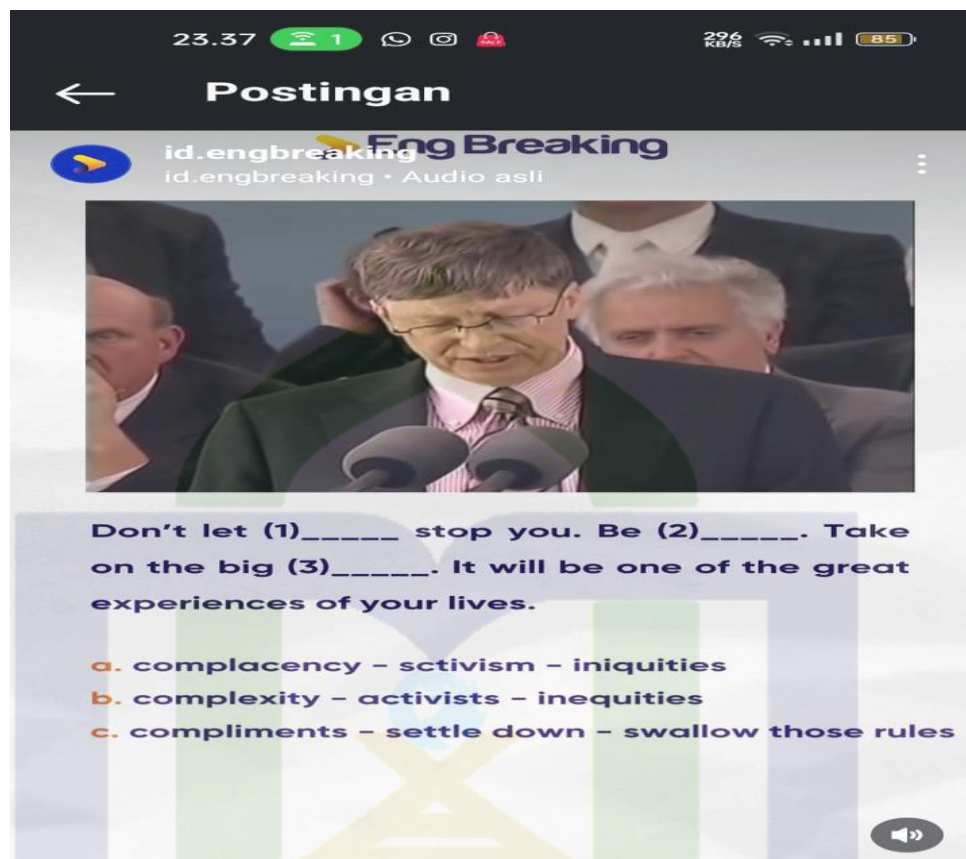 23.37 1 SALE 296 KB/S 85
← Postingan
Eng Breaking
id.engbreaking
id.engbreaking • Audio asli
Don't let (1)_____ stop you. Be (2)_____. Take
on the big (3)_____. It will be one of the great
experiences of your lives.
a. complacency – sctivism – iniquities
b. complexity – activists – inequities
c. compliments – settle down – swallow those rules